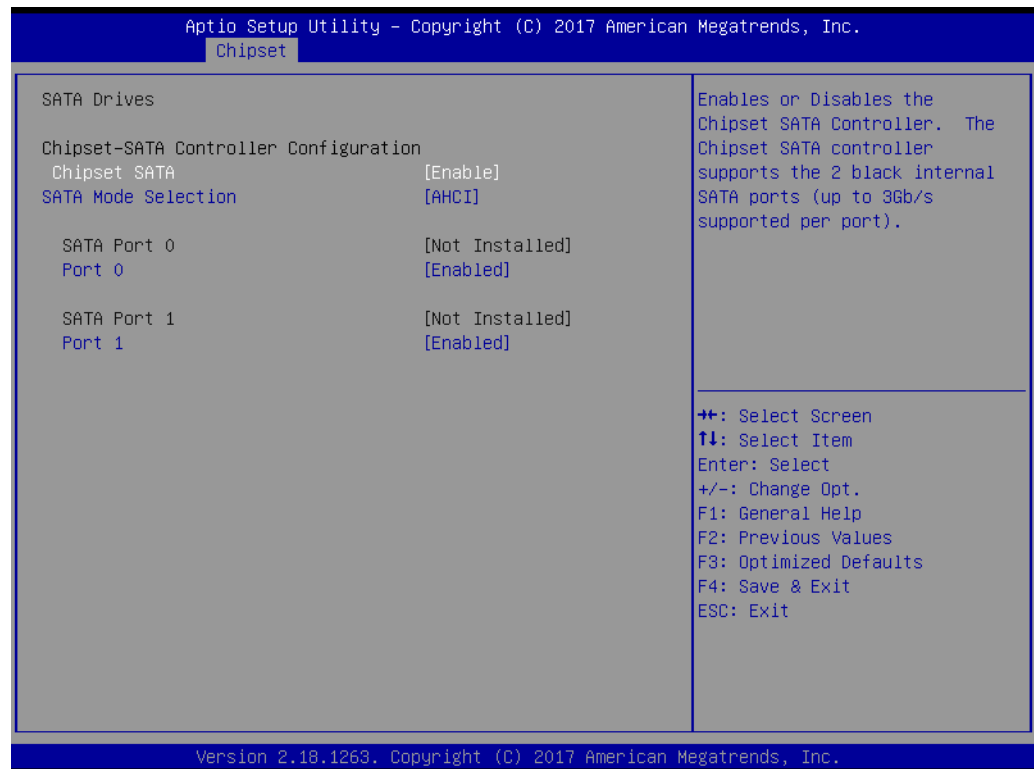 Aptio Setup Utility – Copyright (C) 2017 American Megatrends, Inc.
Chipset
SATA Drives
Chipset-SATA Controller Configuration
Chipset SATA [Enable]
SATA Mode Selection [AHCI]
SATA Port 0 [Not Installed]
Port 0 [Enabled]
SATA Port 1 [Not Installed]
Port 1 [Enabled]
Enables or Disables the
Chipset SATA Controller. The
Chipset SATA controller
supports the 2 black internal
SATA ports (up to 3Gb/s
supported per port).
→←: Select Screen
↑↓: Select Item
Enter: Select
+/-: Change Opt.
F1: General Help
F2: Previous Values
F3: Optimized Defaults
F4: Save & Exit
ESC: Exit
Version 2.18.1263. Copyright (C) 2017 American Megatrends, Inc.